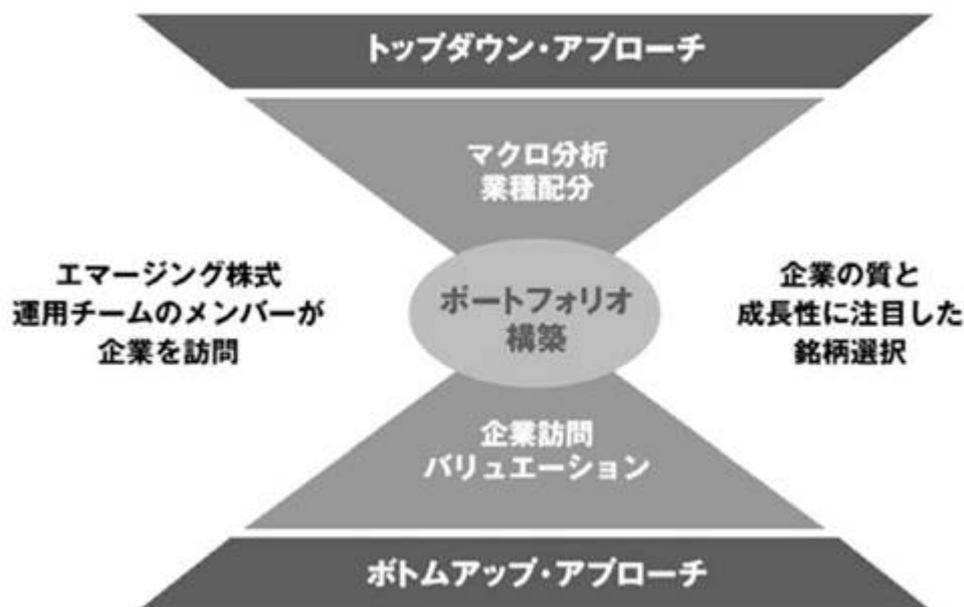 トップダウン・アプローチ
マクロ分析
業種配分
エマージング株式
運用チームのメンバーが
企業を訪問
ポートフォリオ
構築
企業の質と
成長性に注目した
銘柄選択
企業訪問
バリュエーション
ボトムアップ・アプローチ